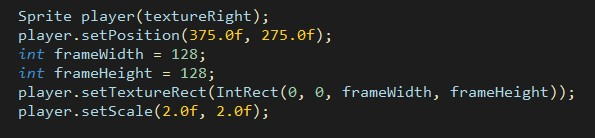 Sprite player(textureRight);
player.setPosition(375.0f, 275.0f);
int frameWidth = 128;
int frameHeight = 128;
player.setTextureRect(IntRect(0, 0, frameWidth, frameHeight));
player.setScale(2.0f, 2.0f);